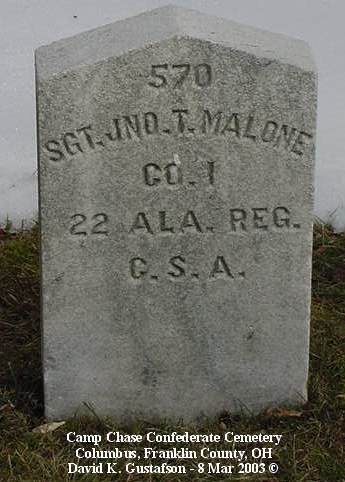 570
SGT. JNO. T. MALONE
CO. I
22 ALA. REG.
C. S. A.
Camp Chase Confederate Cemetery
Columbus, Franklin County, OH
David K. Gustafson - 8 Mar 2003 ©